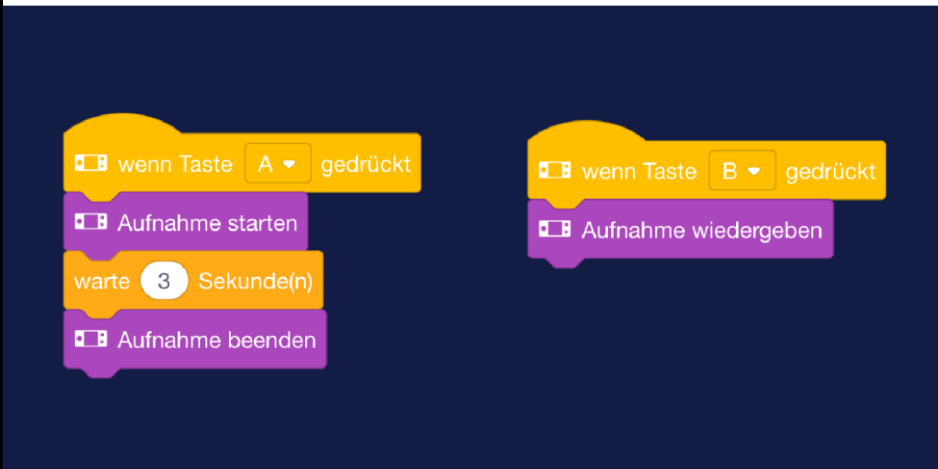 wenn Taste A gedrückt
Aufnahme starten
warte 3 Sekunde(n)
Aufnahme beenden
wenn Taste B gedrückt
Aufnahme wiedergeben